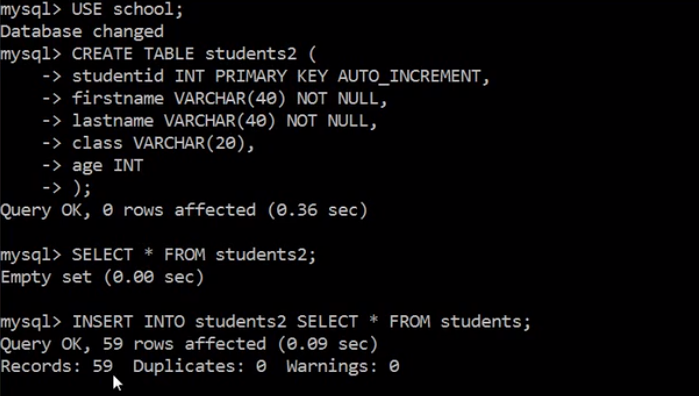 mysql> USE school;
Database changed
mysql> CREATE TABLE students2 (
    -> studentid INT PRIMARY KEY AUTO_INCREMENT,
    -> firstname VARCHAR(40) NOT NULL,
    -> lastname VARCHAR(40) NOT NULL,
    -> class VARCHAR(20),
    -> age INT
    -> );
Query OK, 0 rows affected (0.36 sec)
mysql> SELECT * FROM students2;
Empty set (0.00 sec)
mysql> INSERT INTO students2 SELECT * FROM students;
Query OK, 59 rows affected (0.09 sec)
Records: 59  Duplicates: 0  Warnings: 0